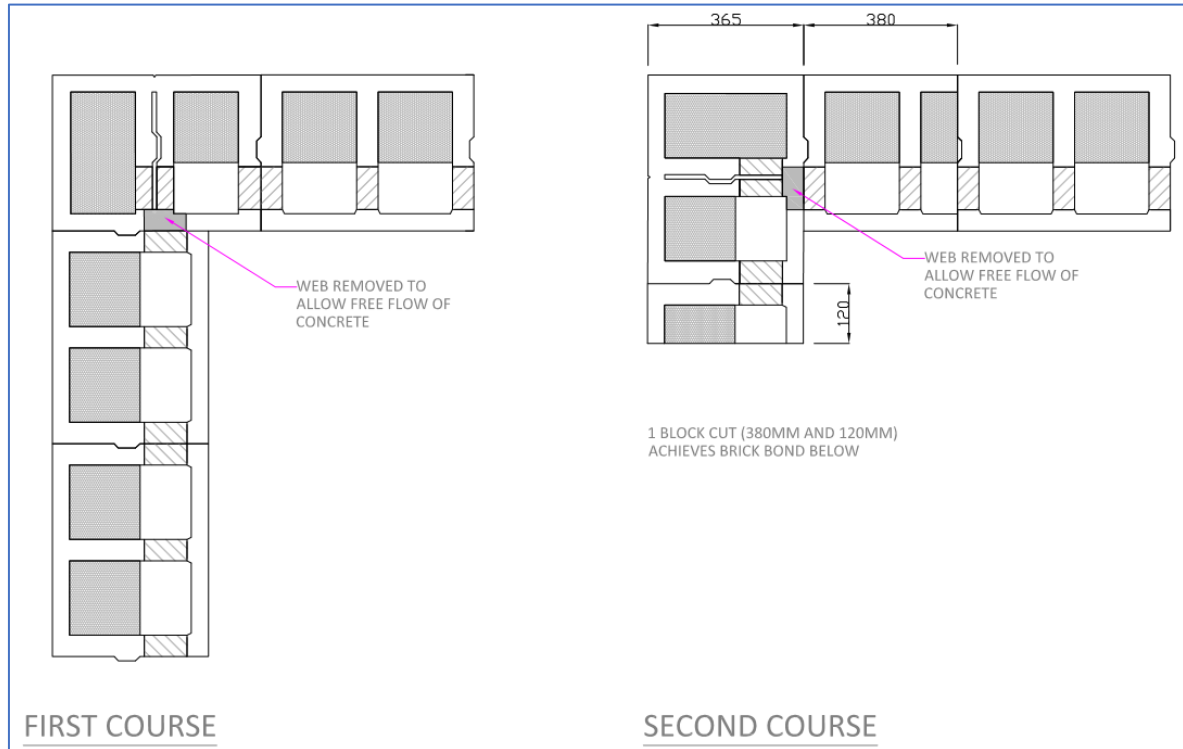 365
380
WEB REMOVED TO
ALLOW FREE FLOW OF
CONCRETE
WEB REMOVED TO
ALLOW FREE FLOW OF
CONCRETE
120
1 BLOCK CUT (380MM AND 120MM)
ACHIEVES BRICK BOND BELOW
FIRST COURSE
SECOND COURSE